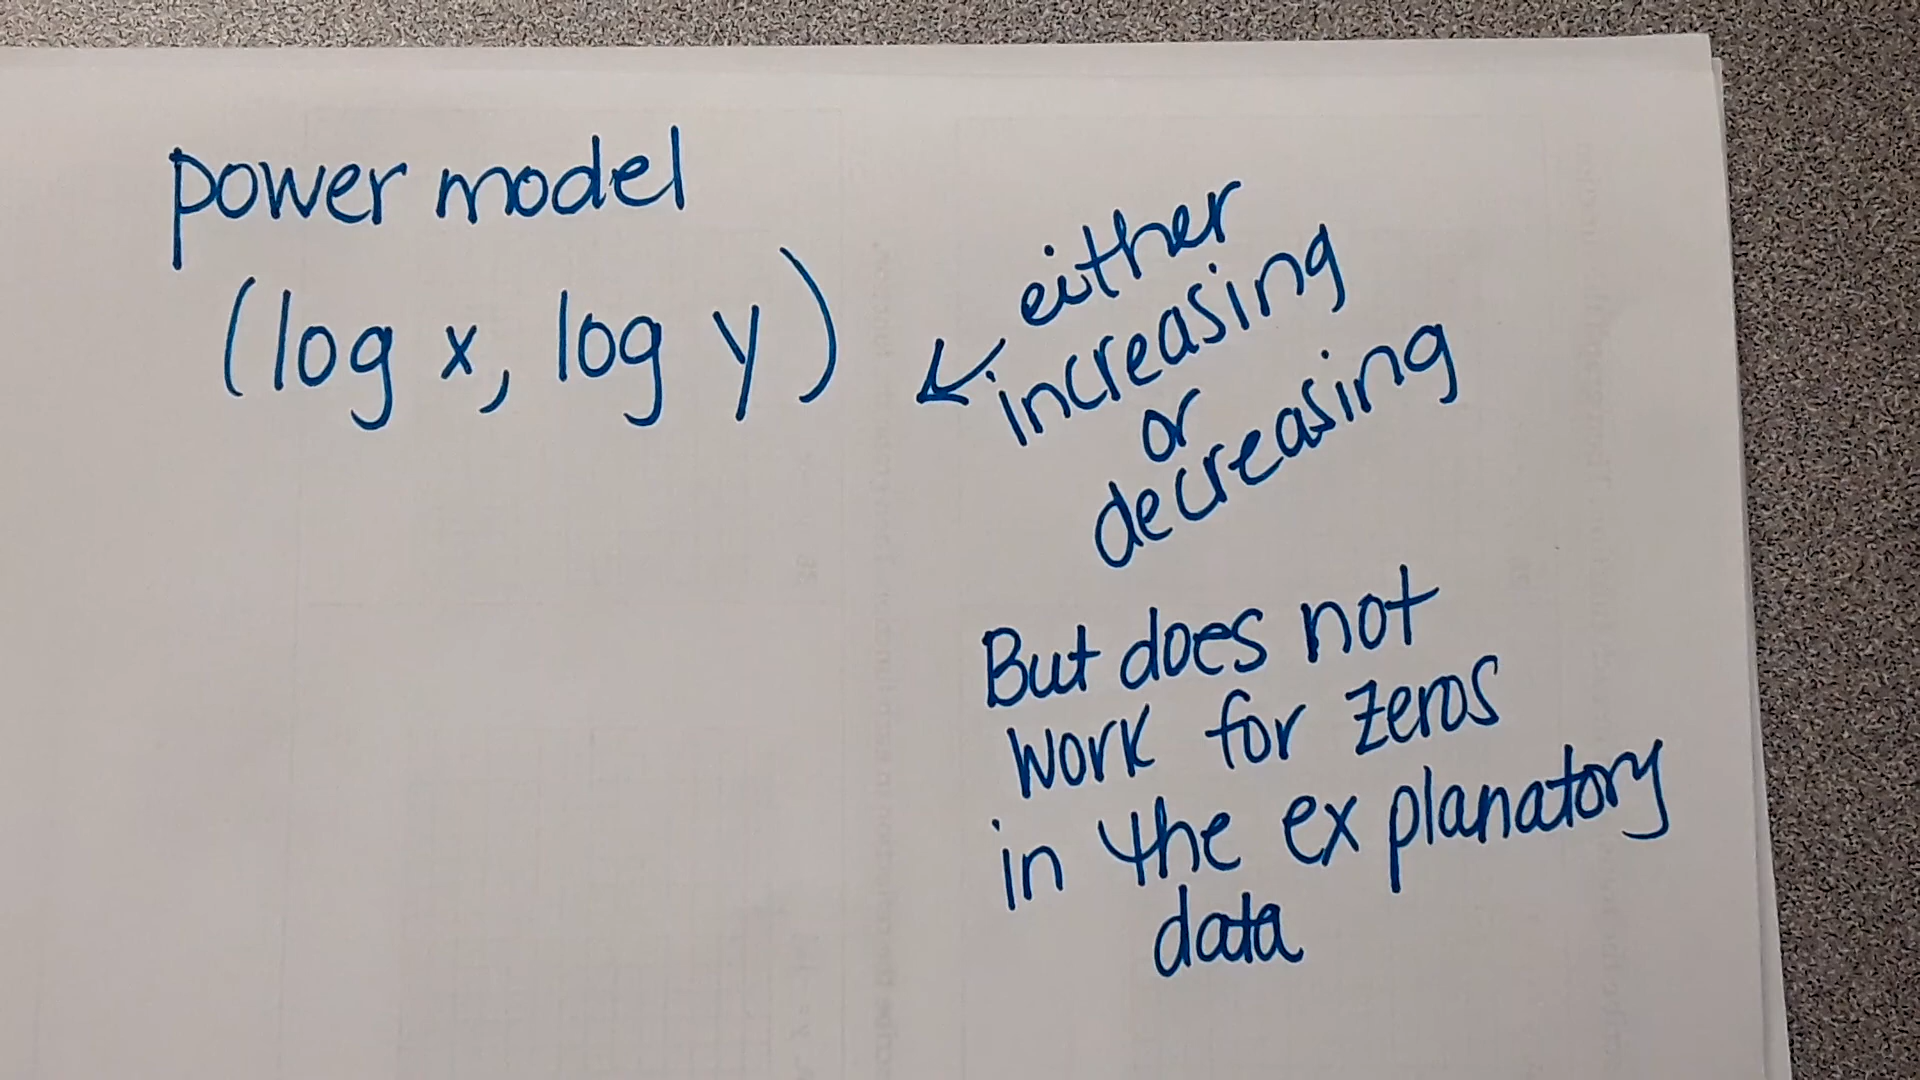 power model
(log x, log y)
either
increasing
or
decreasing
But does not
work for zeros
in the explanatory
data